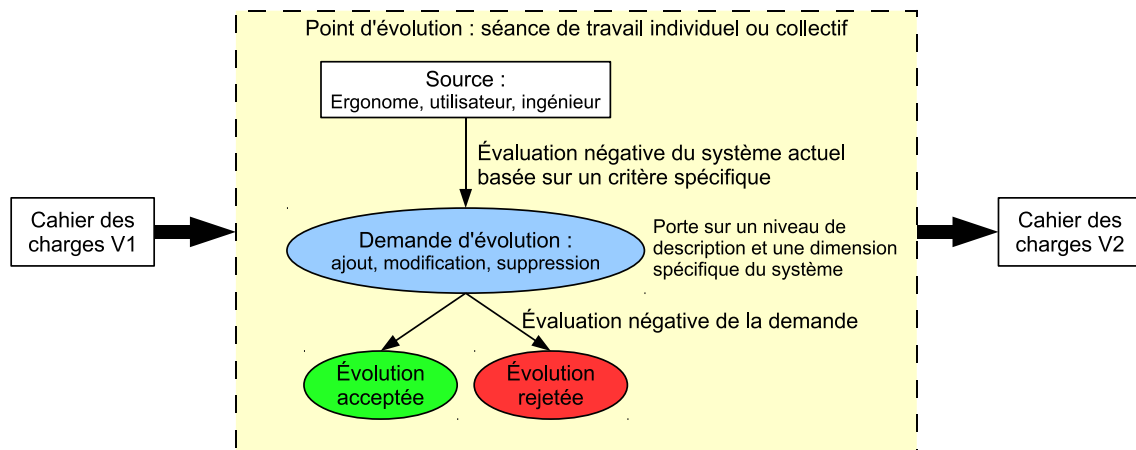 Point d'évolution : séance de travail individuel ou collectif
Source :
Ergonome, utilisateur, ingénieur
Évaluation négative du système actuel
basée sur un critère spécifique
Cahier des
charges V1
Demande d'évolution :
ajout, modification, suppression
Porte sur un niveau de
description et une dimension
spécifique du système
Cahier des
charges V2
Évaluation négative de la demande
Évolution
acceptée
Évolution
rejetée